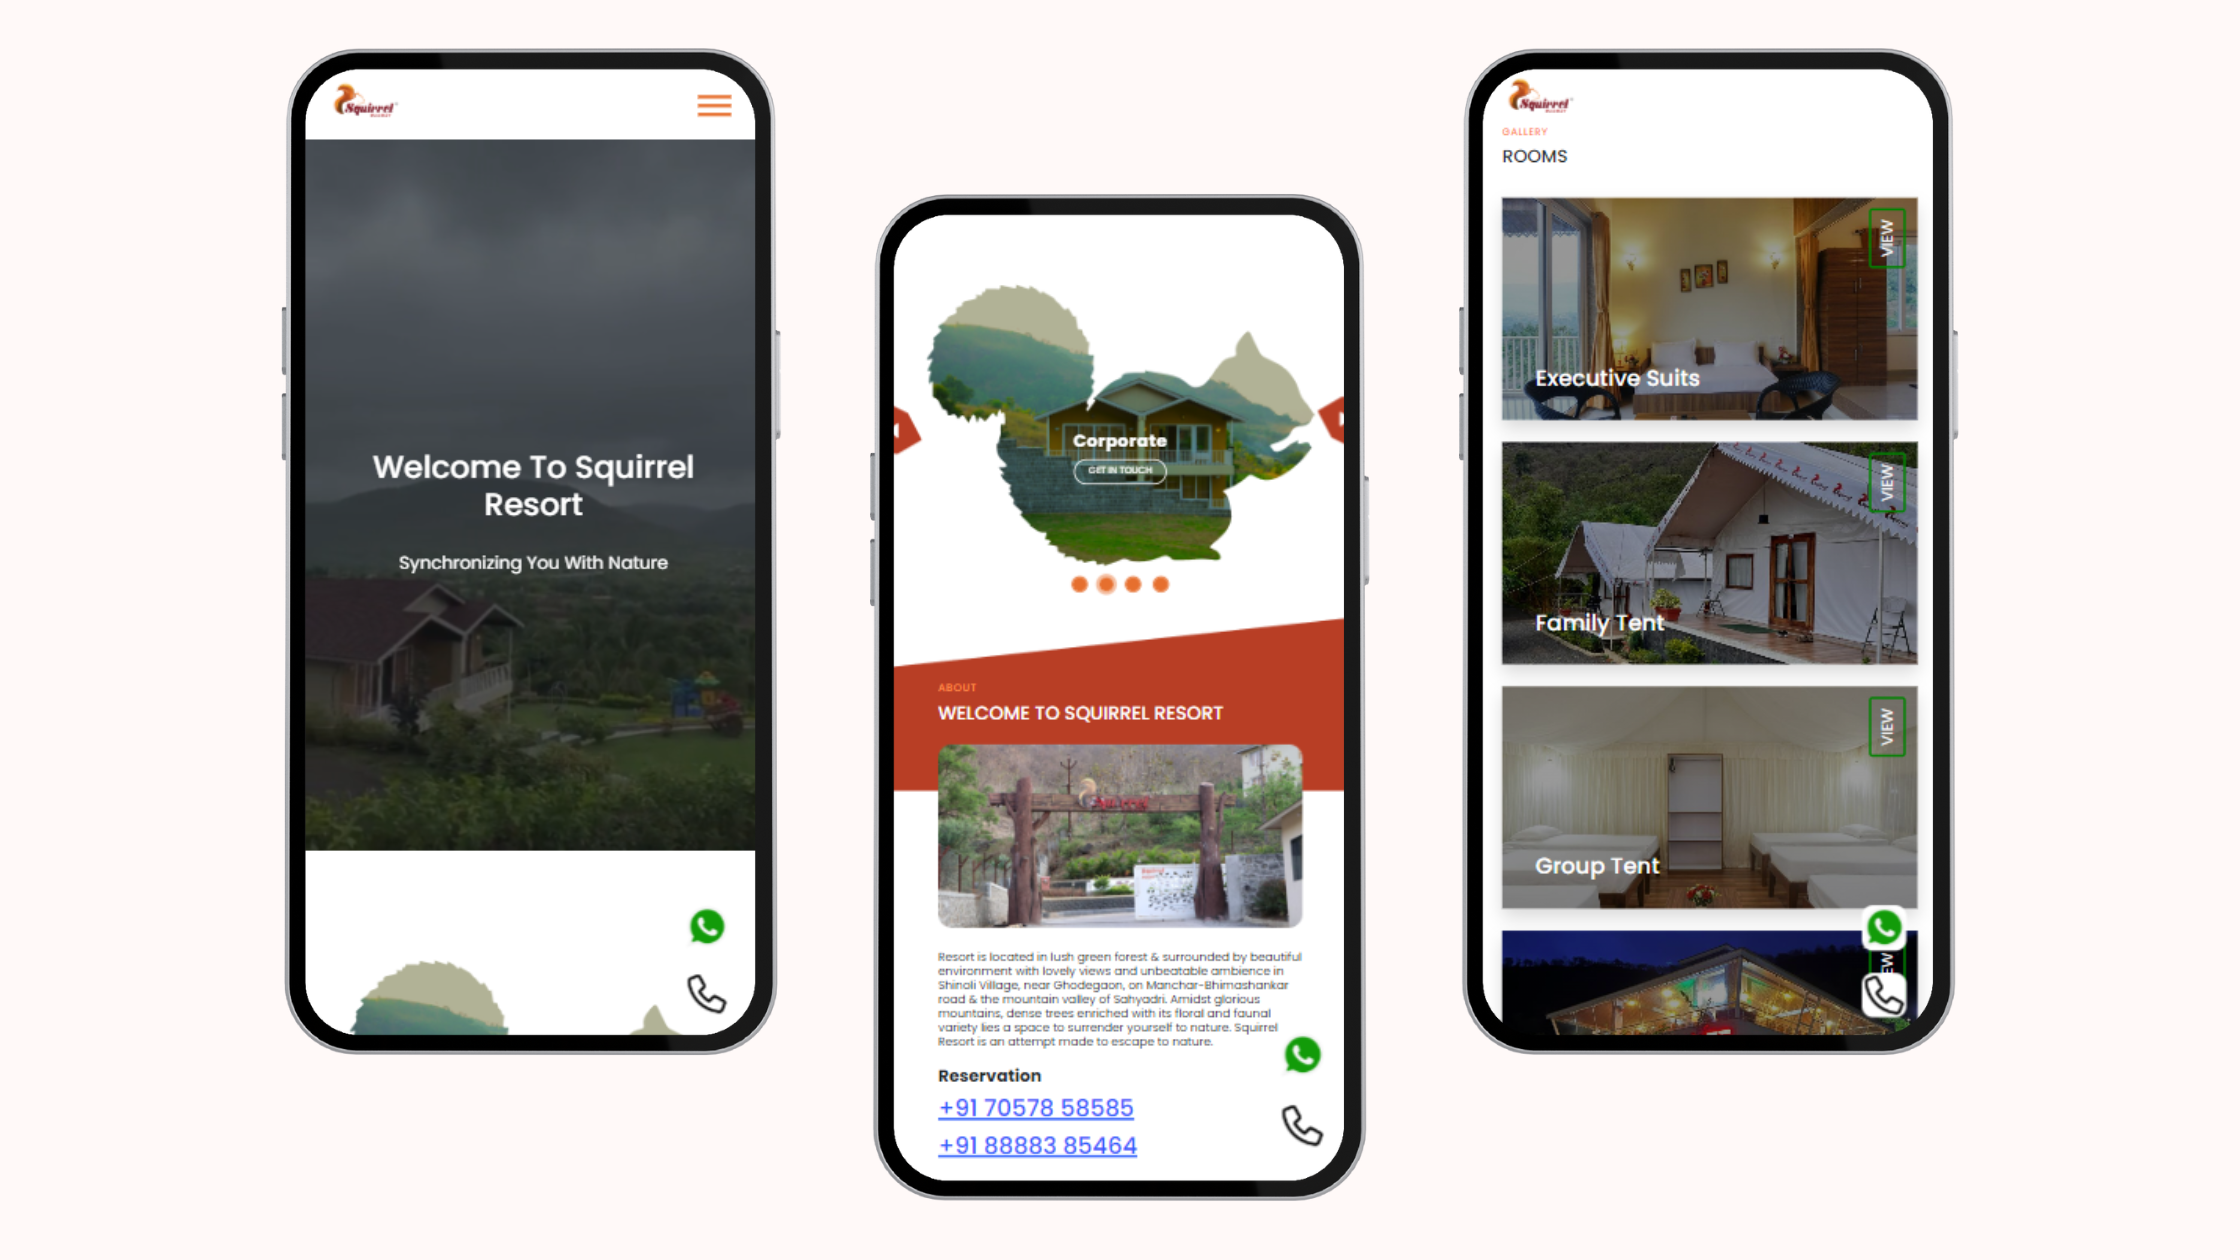 Squirrel
Welcome To Squirrel
Resort
Synchronizing You With Nature
Corporate
GET IN TOUCH
ABOUT
WELCOME TO SQUIRREL RESORT
Squirrel
Resort is located in lush green forest & surrounded by beautiful
environment with lovely views and unbeatable ambience in
Shinoli Village, near Ghodegaon, on Manchar-Bhimashankar
road & the mountain valley of Sahyadri. Amidst glorious
mountains, dense trees enriched with its floral and faunal
variety lies a space to surrender yourself to nature. Squirrel
Resort is an attempt made to escape to nature.
Reservation
+91 70578 58585
+91 88883 85464
Squirrel
GALLERY
ROOMS
VIEW
Executive Suits
VIEW
Family Tent
VIEW
Group Tent
EW